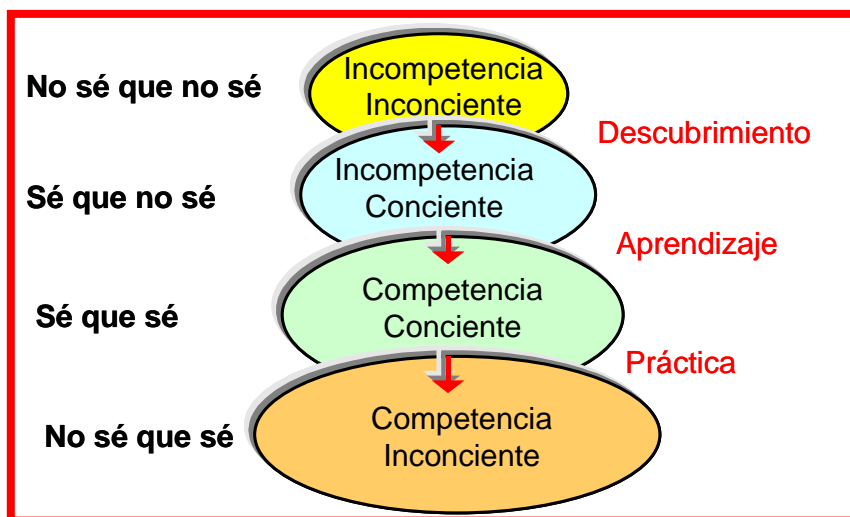 No sé que no sé
Incompetencia
Inconciente
Descubrimiento
Sé que no sé
Incompetencia
Conciente
Aprendizaje
Sé que sé
Competencia
Conciente
Práctica
No sé que sé
Competencia
Inconciente